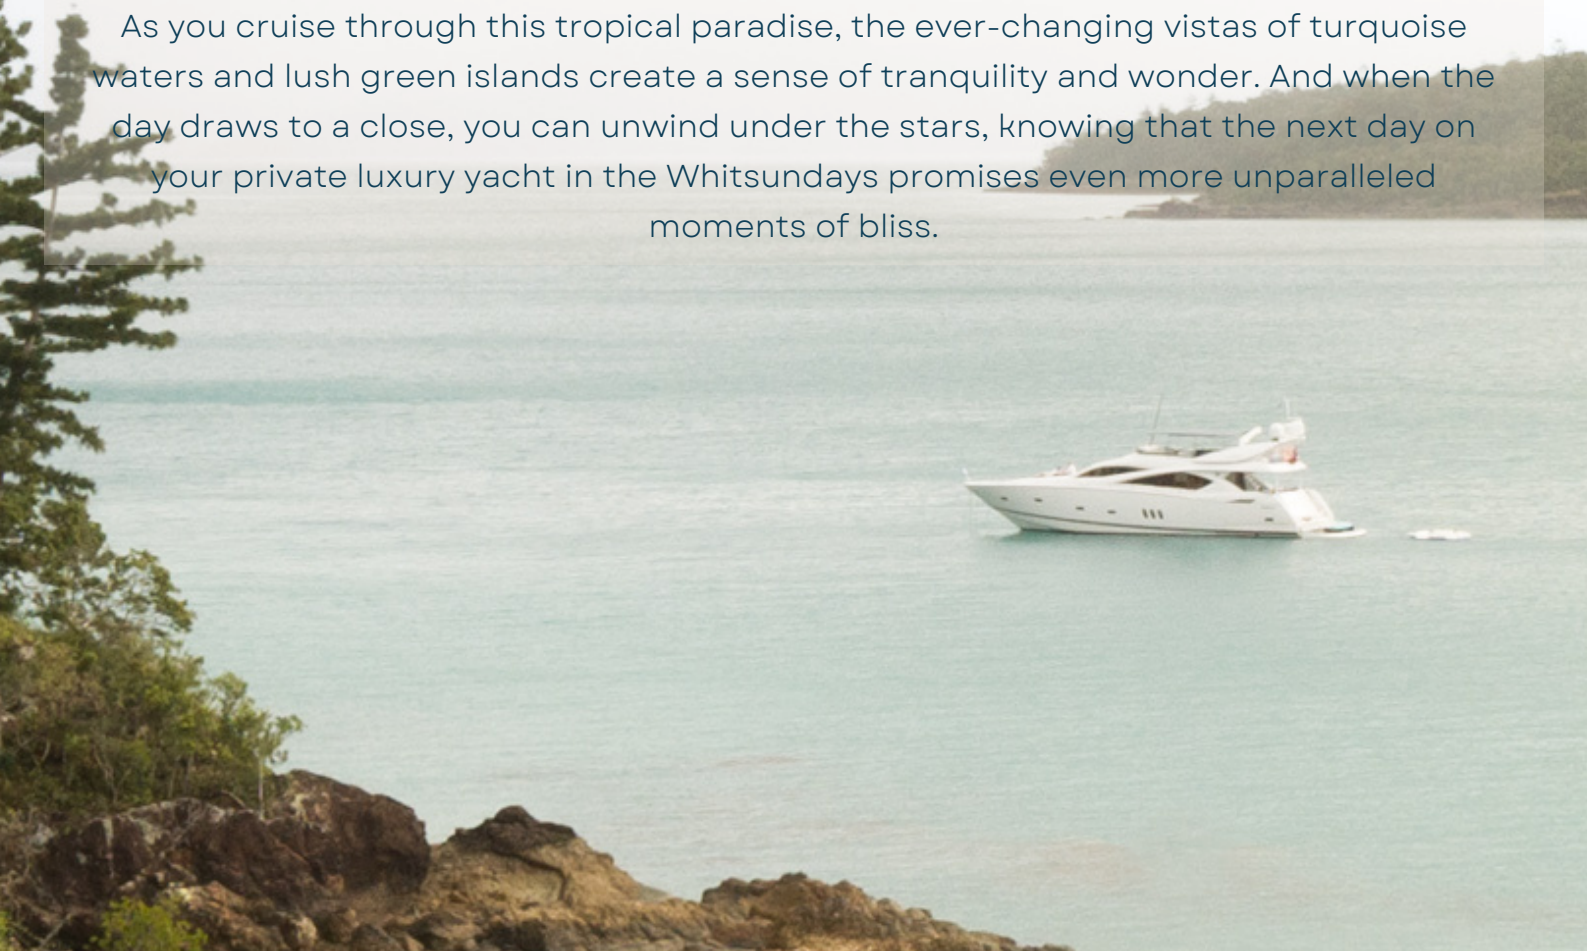 As you cruise through this tropical paradise, the ever-changing vistas of turquoise
waters and lush green islands create a sense of tranquility and wonder. And when the
day draws to a close, you can unwind under the stars, knowing that the next day on
your private luxury yacht in the Whitsundays promises even more unparalleled
moments of bliss.